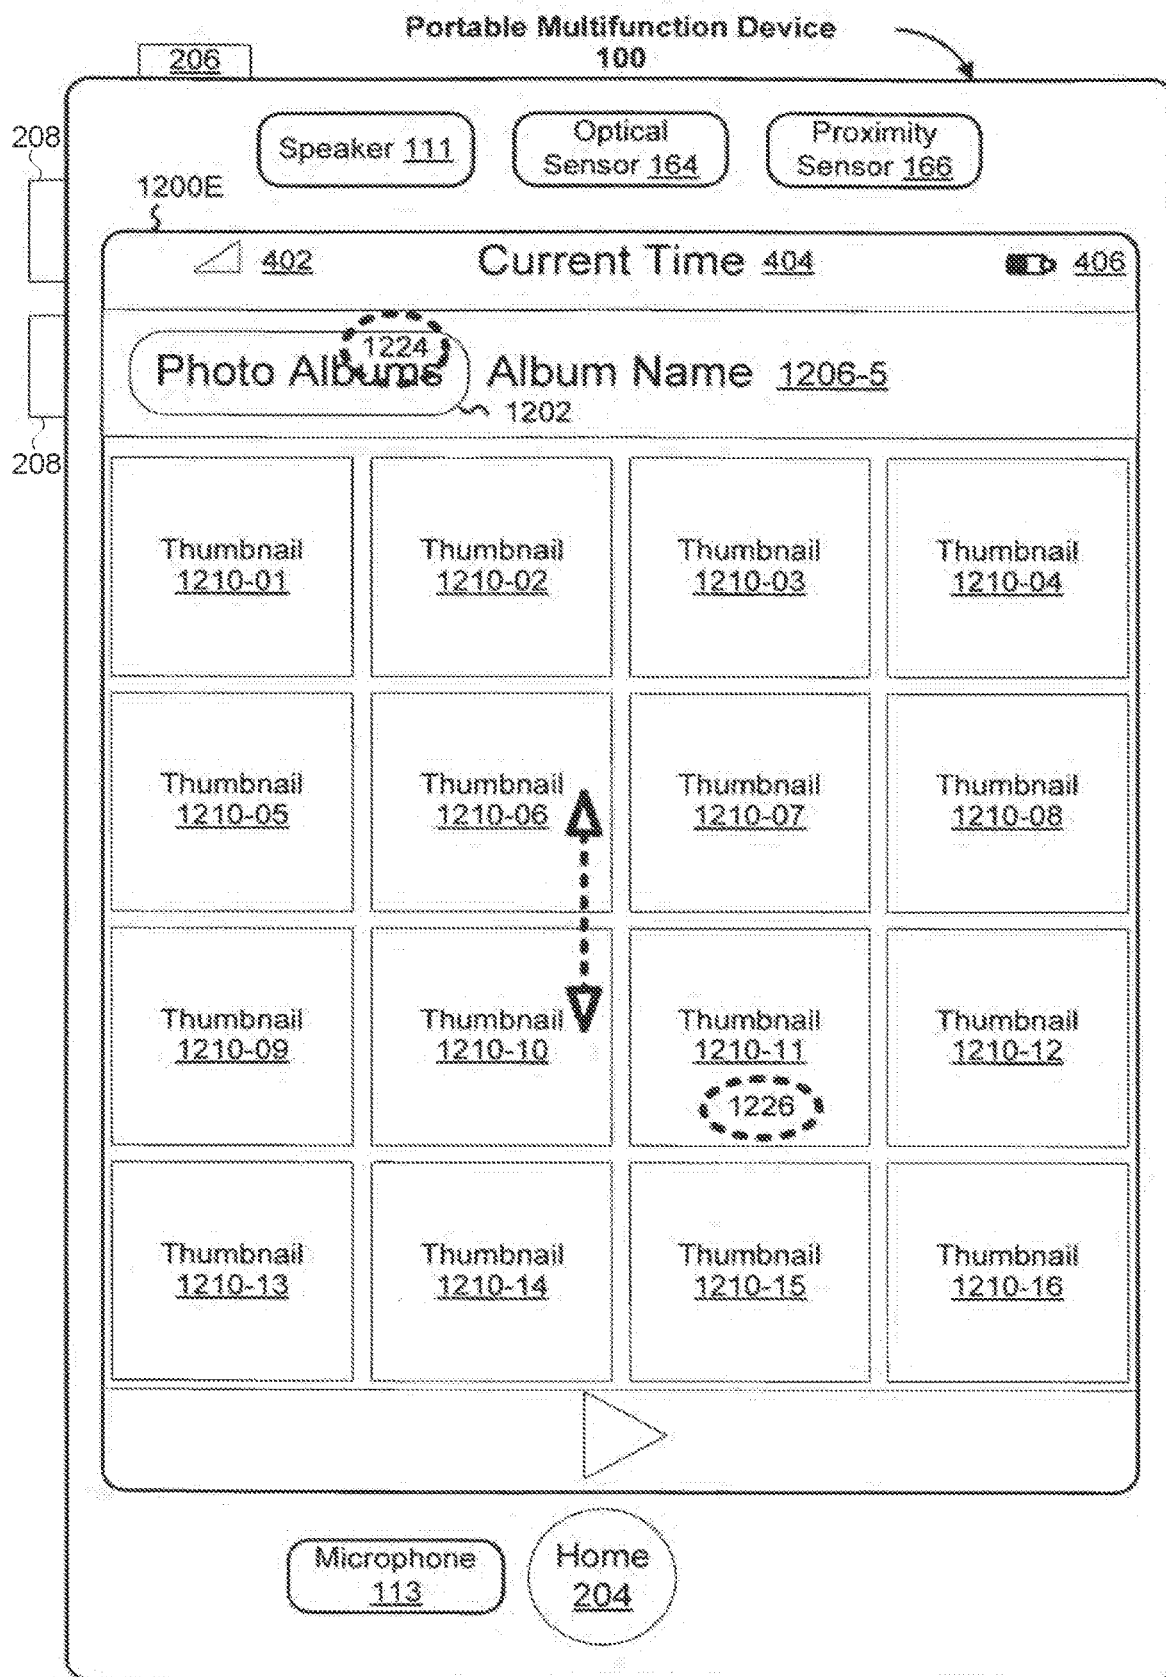 Portable Multifunction Device
100
206
208
Speaker 111
Optical
Sensor 164
Proximity
Sensor 166
1200E
402
Current Time 404
406
Photo Albums
1224
Album Name 1206-5
1202
208
Thumbnail
1210-01
Thumbnail
1210-02
Thumbnail
1210-03
Thumbnail
1210-04
Thumbnail
1210-05
Thumbnail
1210-06
Thumbnail
1210-07
Thumbnail
1210-08
Thumbnail
1210-09
Thumbnail
1210-10
Thumbnail
1210-11
1226
Thumbnail
1210-12
Thumbnail
1210-13
Thumbnail
1210-14
Thumbnail
1210-15
Thumbnail
1210-16
Microphone
113
Home
204